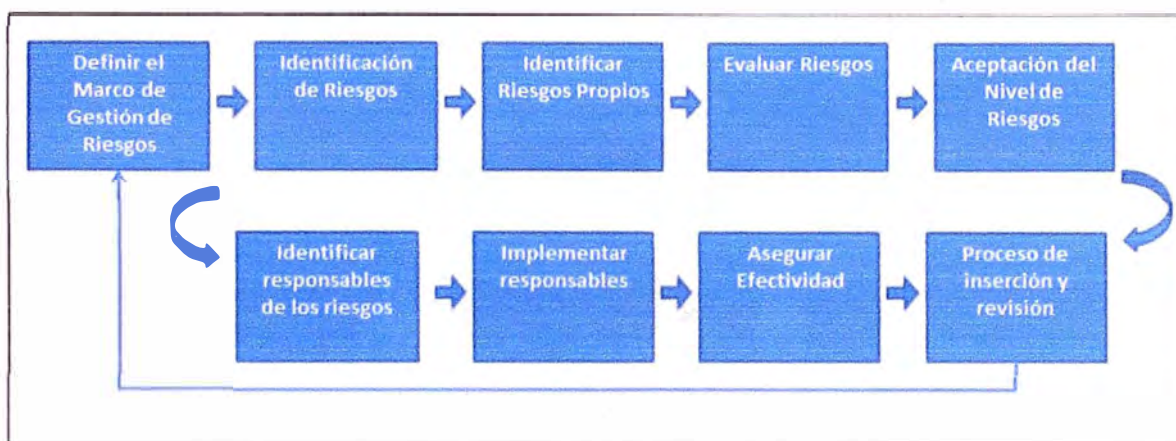 Definir el
Marco de
Gestión de
Riesgos
Identificación
de Riesgos
Identificar
Riesgos Propios
Evaluar Riesgos
Aceptación del
Nivel de
Riesgos
Identificar
responsables
de los riesgos
Implementar
responsables
Asegurar
Efectividad
Proceso de
inserción y
revisión